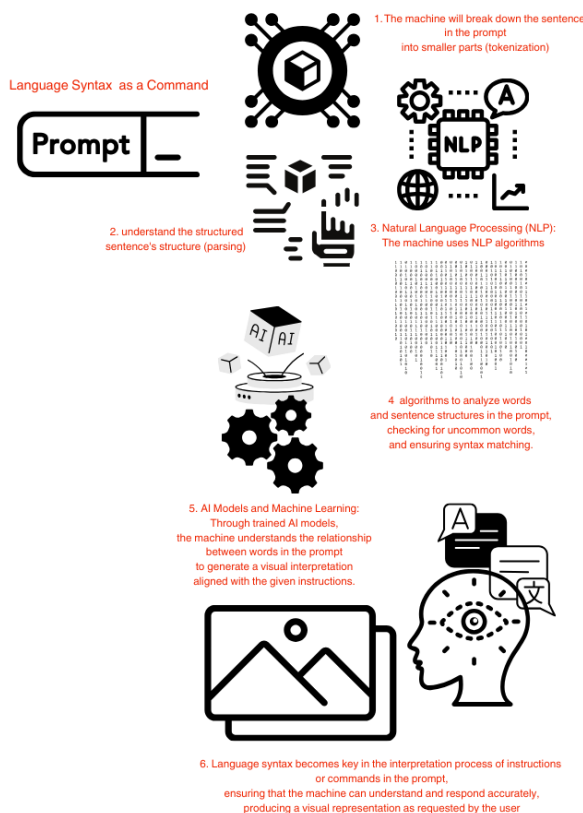 1. The machine will break down the sentence
in the prompt
into smaller parts (tokenization)
Language Syntax as a Command
Prompt _
A
NLP
2. understand the structured
sentence's structure (parsing)
3. Natural Language Processing (NLP):
The machine uses NLP algorithms
AI AI
4 algorithms to analyze words
and sentence structures in the prompt,
checking for uncommon words,
and ensuring syntax matching.
5. AI Models and Machine Learning:
Through trained AI models,
the machine understands the relationship
between words in the prompt
to generate a visual interpretation
aligned with the given instructions.
A
文
6. Language syntax becomes key in the interpretation process of instructions
or commands in the prompt,
ensuring that the machine can understand and respond accurately,
producing a visual representation as requested by the user